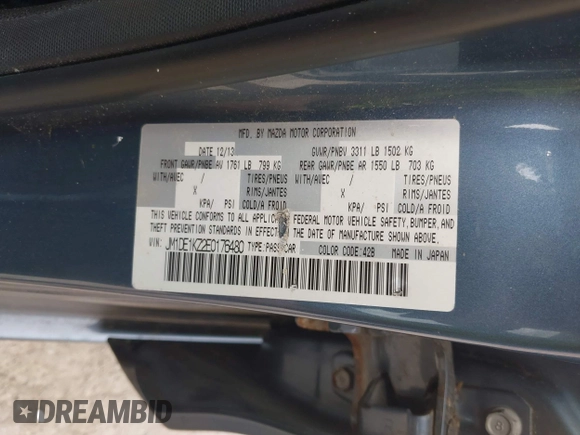 MFD. BY MAZDA MOTOR CORPORATION
DATE 12/13 GVWR/PNBV 3311 LB 1502 KG
FRONT GAWR/PNBE AV 1761 LB 799 KG REAR GAWR/PNBE AR 1550 LB 703 KG
WITH/AVEC / TIRES/PNEUS WITH/AVEC / TIRES/PNEUS
X RIMS/JANTES X RIMS/JANTES
KPA/ PSI/ COLD/A FROID KPA/ PSI/ COLD/A FROID
THIS VEHICLE CONFORMS TO ALL APPLICA FEDERAL MOTOR VEHICLE SAFETY, BUMPER, AND
THEFT PREVENTION STANDARDS IN EFFECT ON THE DATE OF MANUFACTURE SHOWN ABOVE.
VIN: JM1DE1KZ2E0176480 TYPE:PASS CAR COLOR CODE:42B MADE IN JAPAN
DREAMBID